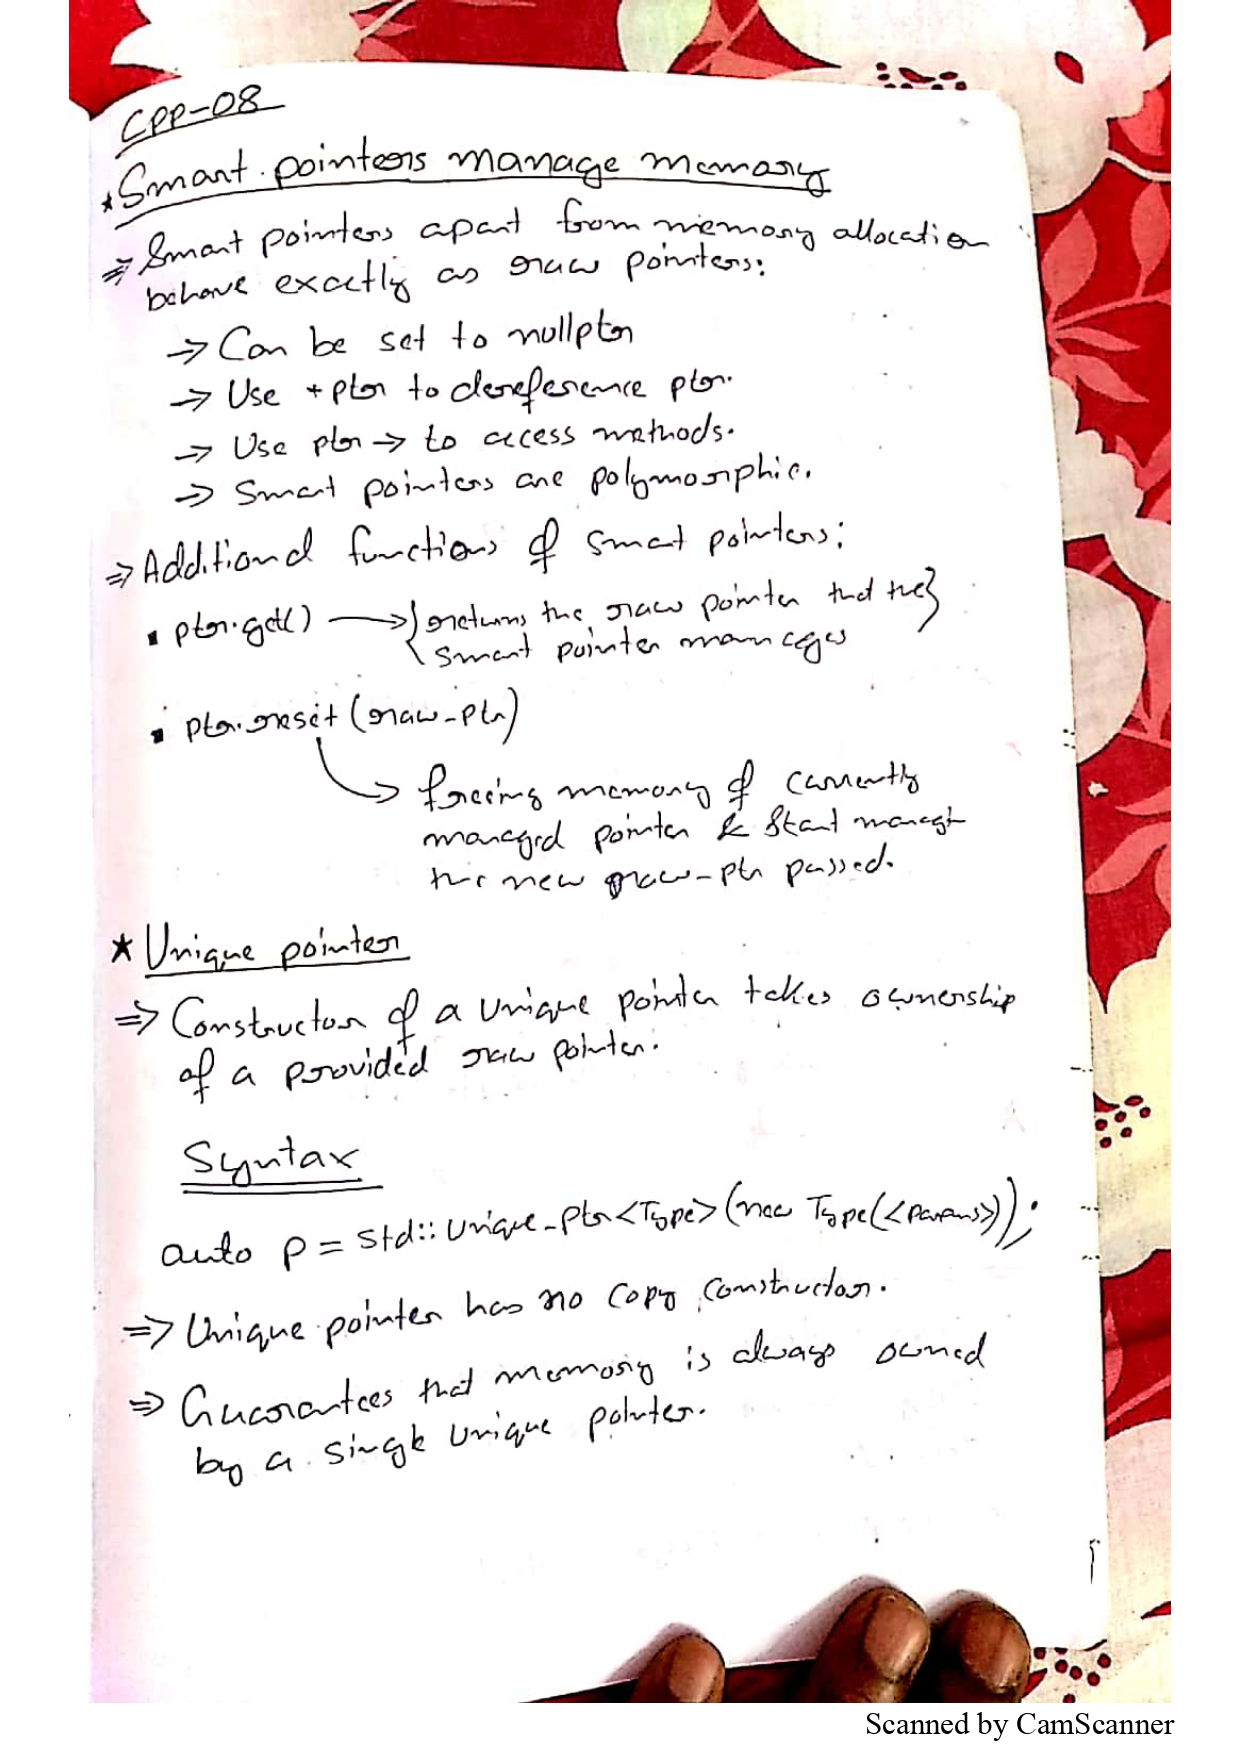 CPP-08
* Smart pointers manage memory
⇒ Smart pointers apart from memory allocation
behave exactly as raw pointers:
→ Can be set to nullptr
→ Use *ptr to dereference ptr.
→ Use ptr → to access methods.
→ Smart pointers are polymorphic.
⇒ Additional functions of smart pointers:
▪ ptr.get() → { returns the raw pointer that the }
{ smart pointer manages
▪ ptr.reset(raw_ptr)
→ freeing memory of currently
managed pointer & start
the new raw_ptr passed.
★ Unique pointer
⇒ Constructor of a unique pointer takes ownership
of a provided raw pointer.
Syntax
auto p = std::unique_ptr<Type>(new Type(<Params>));
⇒ Unique pointer has no copy constructor.
⇒ Guarantees that memory is always owned
by a single unique pointer.
Scanned by CamScanner